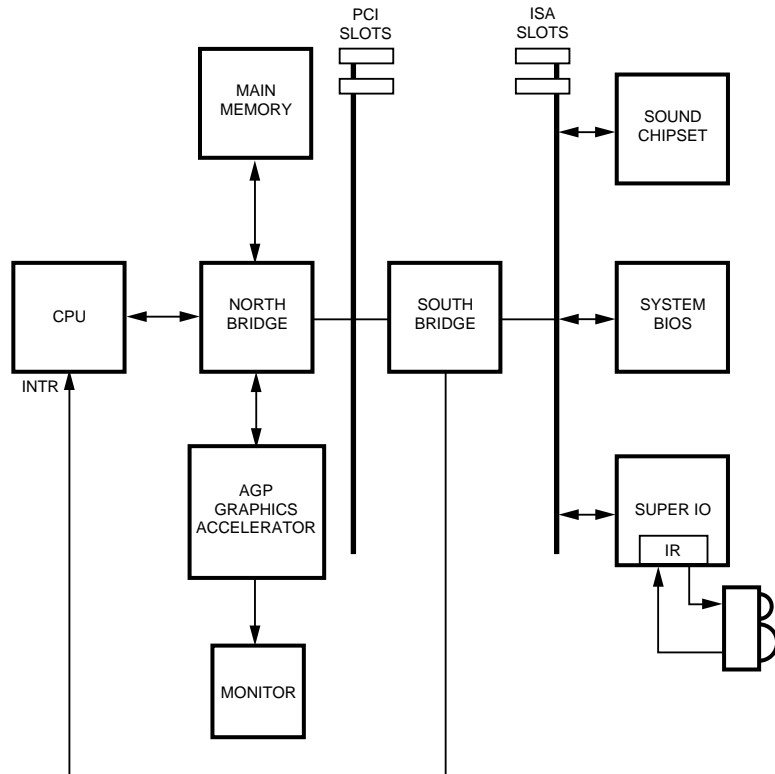 PCI
SLOTS
ISA
SLOTS
MAIN
MEMORY
SOUND
CHIPSET
CPU
NORTH
BRIDGE
SOUTH
BRIDGE
SYSTEM
BIOS
INTR
AGP
GRAPHICS
ACCELERATOR
SUPER IO
IR
MONITOR